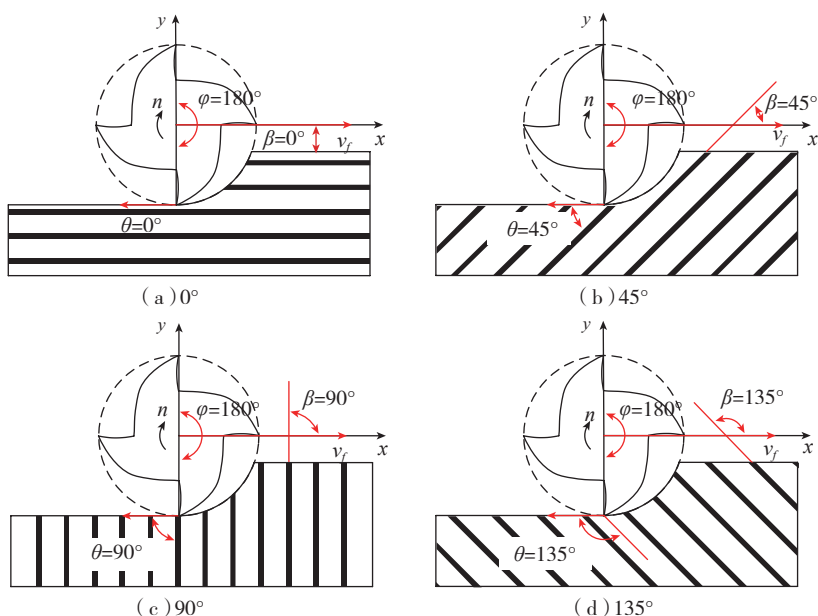 y
n
φ=180°
β=0°
v_f
x
θ=0°
(a)0°
y
n
φ=180°
β=45°
v_f
x
θ=45°
(b)45°
y
n
φ=180°
β=90°
v_f
x
θ=90°
(c)90°
y
n
φ=180°
β=135°
v_f
x
θ=135°
(d)135°